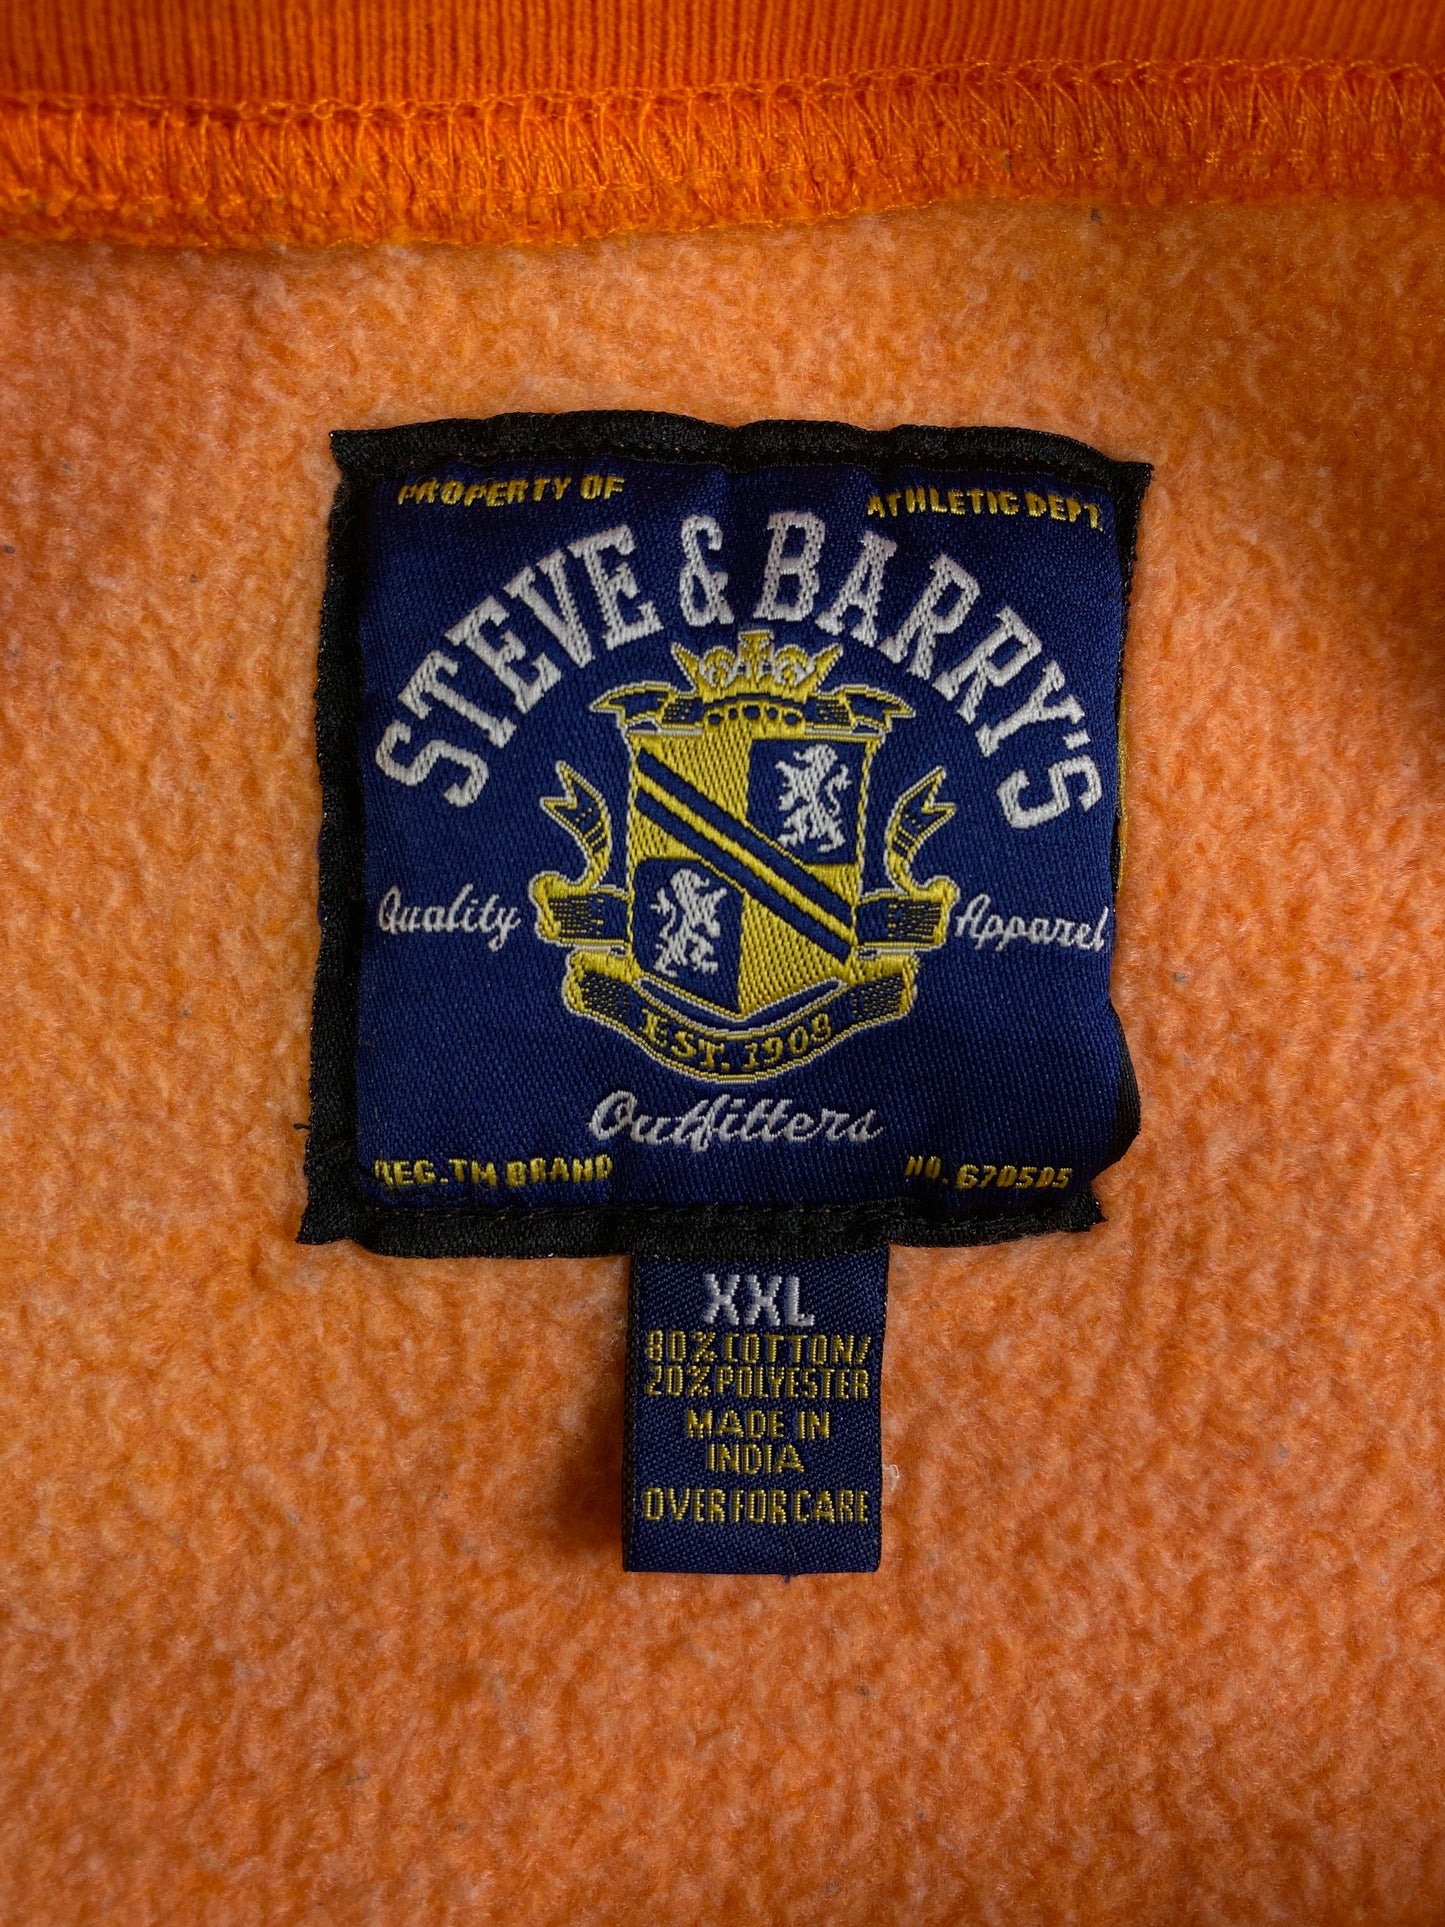 PROPERTY OF
ATHLETIC DEPT.
STEVE & BARRY'S
Quality
Apparel
EST. 1908
Outfitters
REG. TM BRAND
NO. 670505
XXL
80% COTTON/
20% POLYESTER
MADE IN
INDIA
OVER FOR CARE